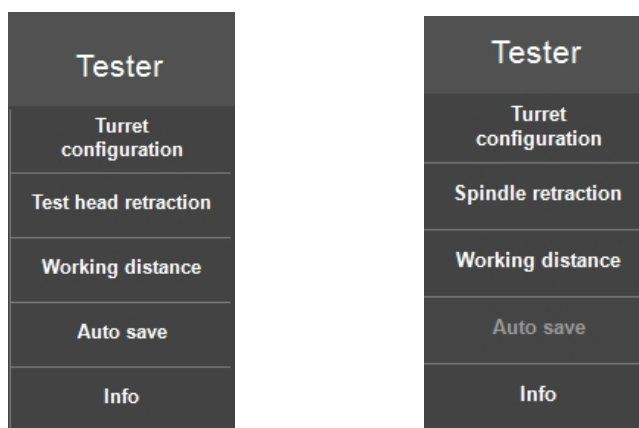 Tester
Turret
configuration
Test head retraction
Working distance
Auto save
Info
Tester
Turret
configuration
Spindle retraction
Working distance
Auto save
Info